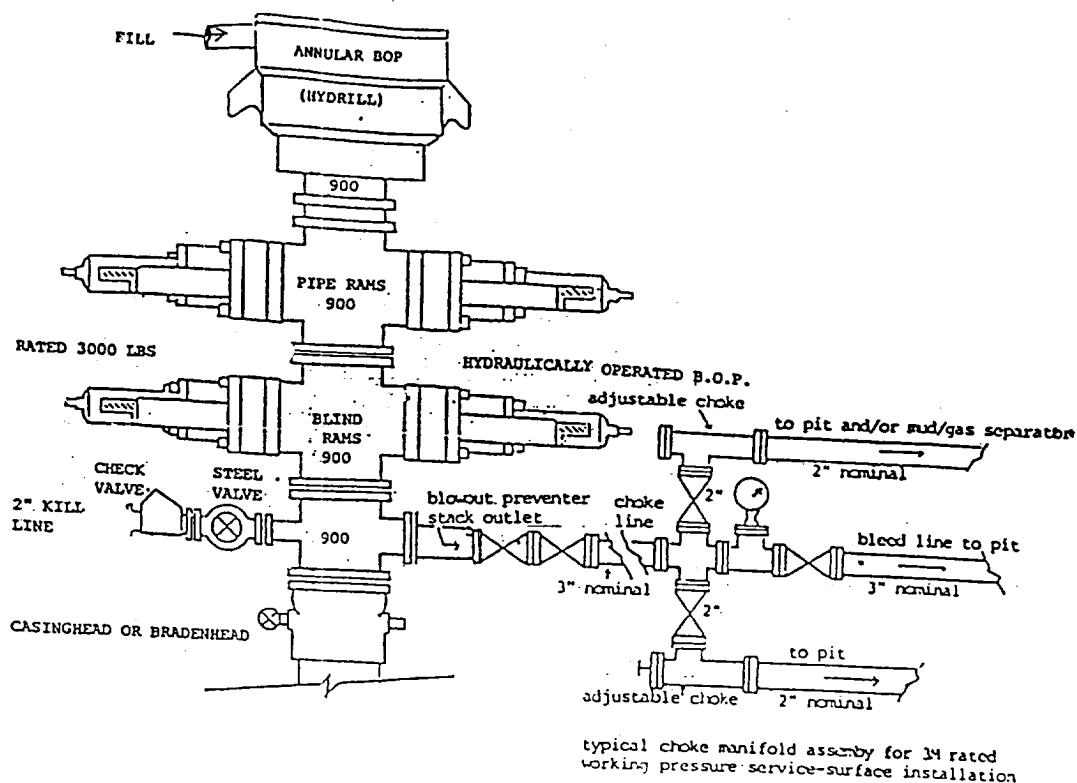 FILL
ANNULAR BOP
(HYDRILL)
900
PIPE RAMS
900
RATED 3000 LBS
HYDRAULICALLY OPERATED B.O.P.
adjustable choke
to pit and/or mud/gas separator
2" nominal
BLIND
RAMS
900
CHECK
VALVE
STEEL
VALVE
2" KILL
LINE
blowout preventer
stack outlet
choke
line
2"
900
bleed line to pit
3" nominal
3" nominal
2"
CASINGHEAD OR BRADENHEAD
to pit
adjustable choke
2" nominal
typical choke manifold assemby for 3M rated
working pressure service-surface installation